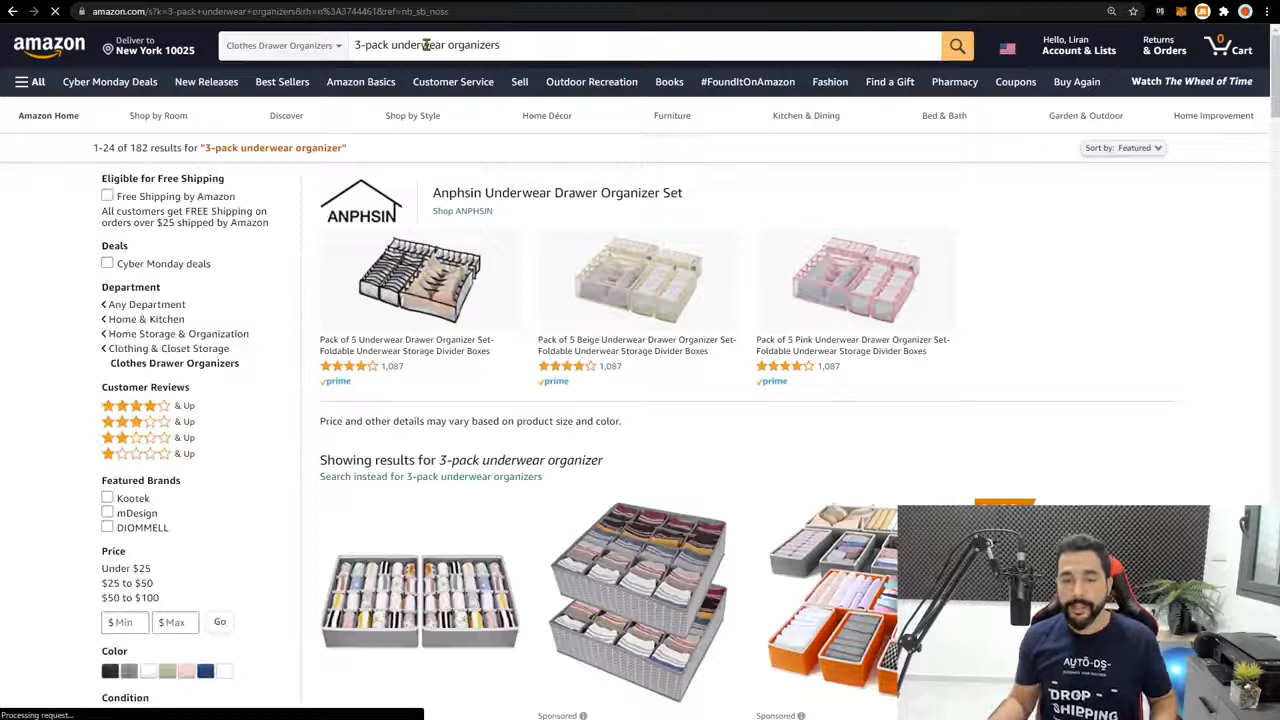 amazon.com/s?k=3-pack underwear organizers&rh=n%3A3744461&ref=nb_sb_noss
amazon
Deliver to
New York 10025
Clothes Drawer Organizers
3-pack underwear organizers
Hello, Liran
Account & Lists
Returns
& Orders
0
Cart
All
Cyber Monday Deals
New Releases
Best Sellers
Amazon Basics
Customer Service
Sell
Outdoor Recreation
Books
#FoundItOnAmazon
Fashion
Find a Gift
Pharmacy
Coupons
Buy Again
Watch The Wheel of Time
Amazon Home
Shop by Room
Discover
Shop by Style
Home Décor
Furniture
Kitchen & Dining
Bed & Bath
Garden & Outdoor
Home Improvement
1-24 of 182 results for "3-pack underwear organizer"
Sort by: Featured
Eligible for Free Shipping
Free Shipping by Amazon
All customers get FREE Shipping on
orders over $25 shipped by Amazon
Deals
Cyber Monday deals
Department
Any Department
Home & Kitchen
Home Storage & Organization
Clothing & Closet Storage
Clothes Drawer Organizers
Customer Reviews
& Up
& Up
& Up
& Up
Featured Brands
Kootek
mDesign
DIOMMELL
Price
Under $25
$25 to $50
$50 to $100
$ Min
$ Max
Go
Color
Condition
Processing request...
ANPHSIN
Anphsin Underwear Drawer Organizer Set
Shop ANPHSIN
Pack of 5 Underwear Drawer Organizer Set-
Foldable Underwear Storage Divider Boxes
1,087
prime
Pack of 5 Beige Underwear Drawer Organizer Set-
Foldable Underwear Storage Divider Boxes
1,087
prime
Pack of 5 Pink Underwear Drawer Organizer Set-
Foldable Underwear Storage Divider Boxes
1,087
prime
Price and other details may vary based on product size and color.
Showing results for 3-pack underwear organizer
Search instead for 3-pack underwear organizers
Sponsored
Sponsored
AUTO-DS
DROP
SHIPPING